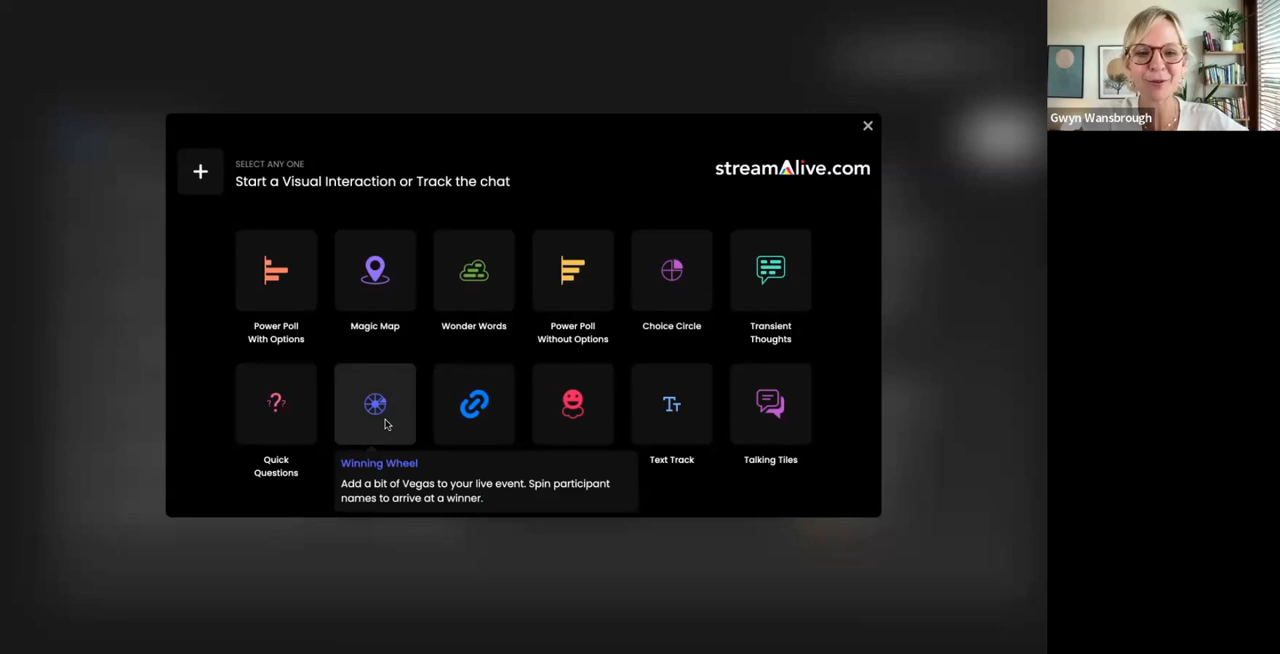 Gwyn Wansbrough
SELECT ANY ONE
Start a Visual Interaction or Track the chat
streamAlive.com
Power Poll
With Options
Magic Map
Wonder Words
Power Poll
Without Options
Choice Circle
Transient
Thoughts
???
Quick
Questions
Tт
Text Track
Talking Tiles
Winning Wheel
Add a bit of Vegas to your live event. Spin participant
names to arrive at a winner.